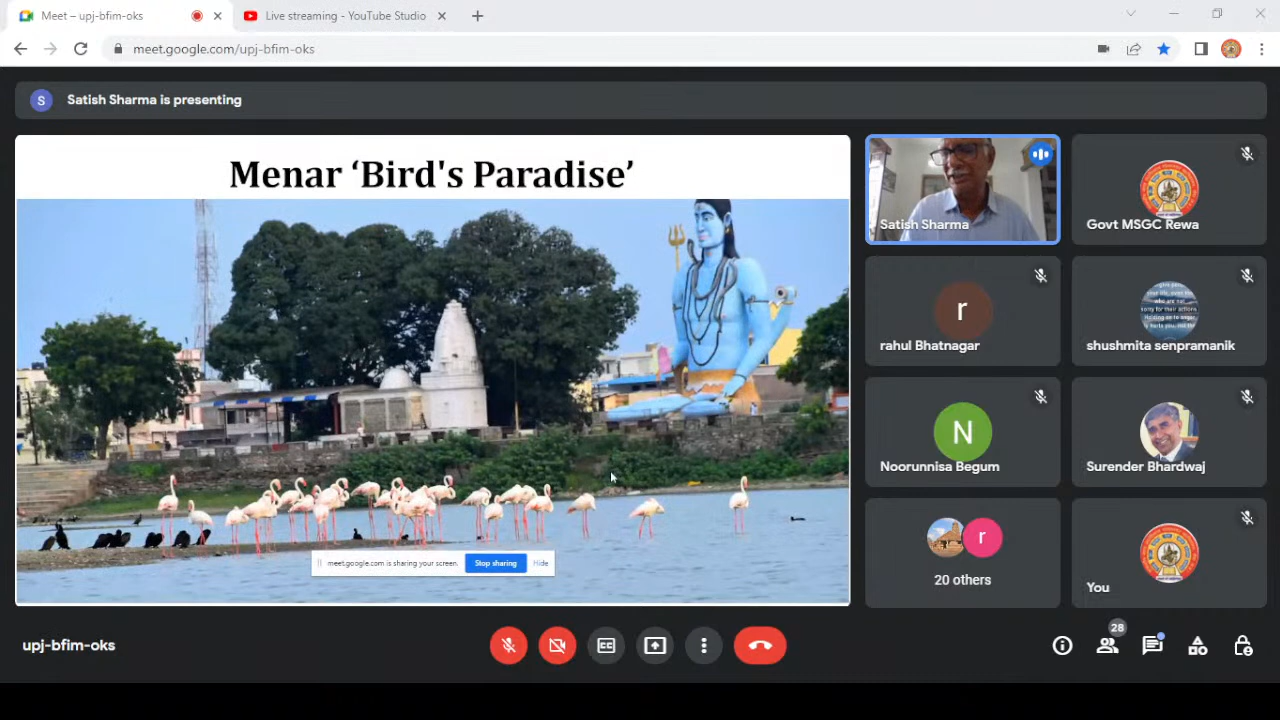 Meet – upj-bfim-oks
Live streaming - YouTube Studio
meet.google.com/upj-bfim-oks
S
Satish Sharma is presenting
Menar ‘Bird's Paradise’
meet.google.com is sharing your screen.
Stop sharing
Hide
Satish Sharma
Govt MSGC Rewa
r
rahul Bhatnagar
shushmita senpramanik
N
Noorunnisa Begum
Surender Bhardwaj
r
20 others
You
upj-bfim-oks
CC
28